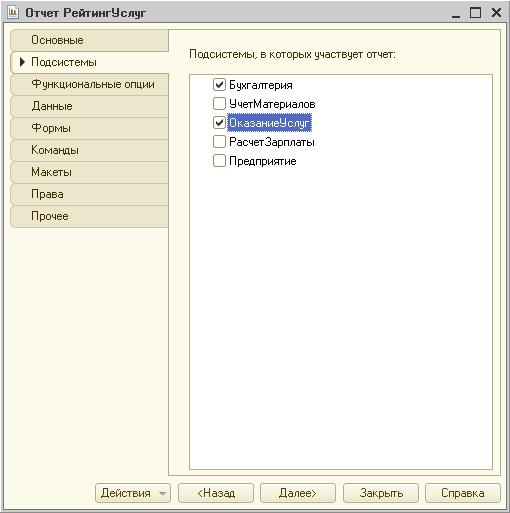 Отчет РейтингУслуг
Основные
Подсистемы
Функциональные опции
Данные
Формы
Команды
Макеты
Права
Прочее
Подсистемы, в которых участвует отчет:
Бухгалтерия
УчетМатериалов
ОказаниеУслуг
РасчетЗарплаты
Предприятие
Действия
<Назад
Далее>
Закрыть
Справка